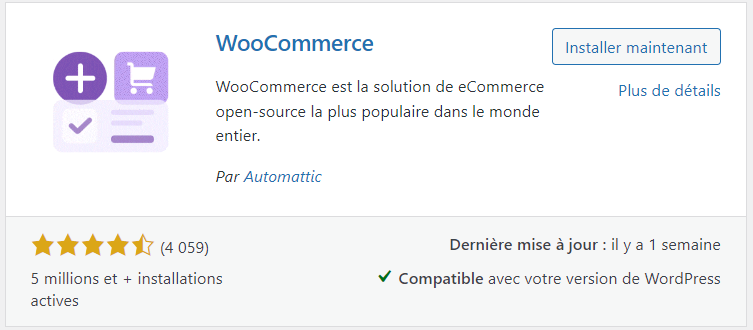 WooCommerce
Installer maintenant
WooCommerce est la solution de eCommerce
open-source la plus populaire dans le monde
entier.
Plus de détails
Par Automattic
(4 059)
5 millions et + installations
actives
Dernière mise à jour : il y a 1 semaine
Compatible avec votre version de WordPress